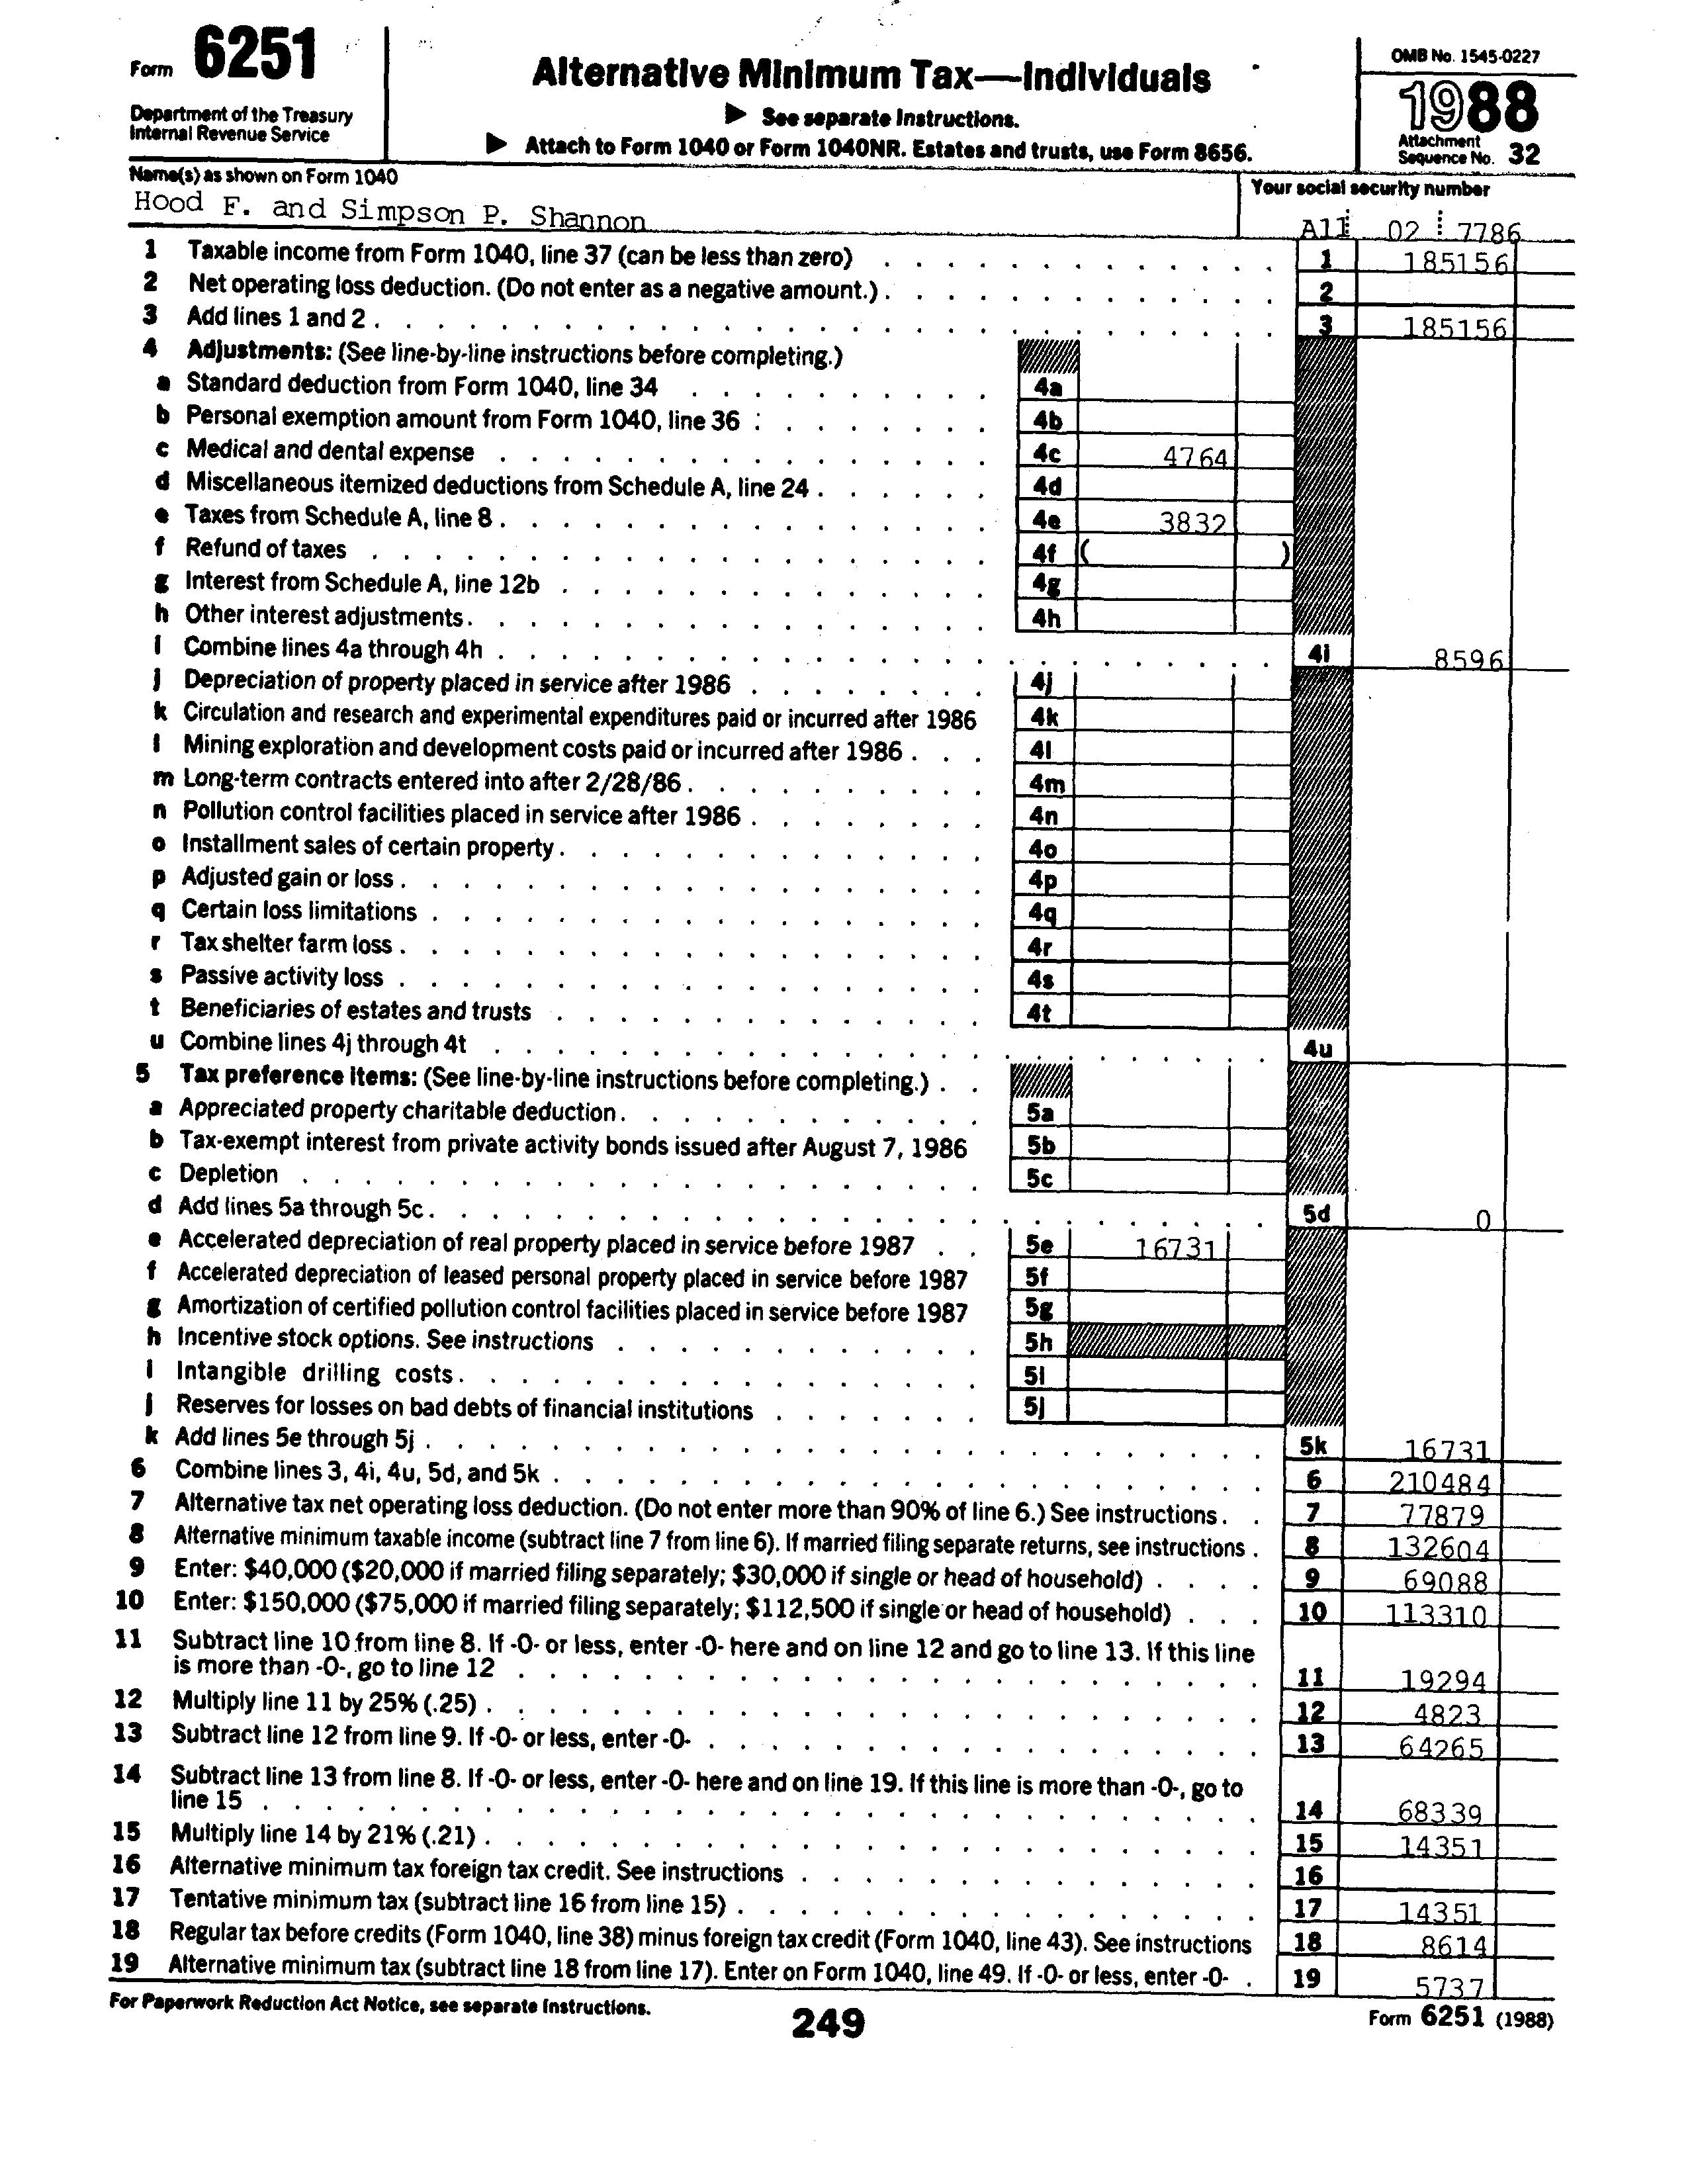 Form 6251
Department of the Treasury
Internal Revenue Service
Alternative Minimum Tax—Individuals
▶ See separate Instructions.
▶ Attach to Form 1040 or Form 1040NR. Estates and trusts, use Form 8656.
OMB No. 1545-0227
1988
Attachment
Sequence No. 32
Name(s) as shown on Form 1040
Hood F. and Simpson P. Shannon
Your social security number
A11 02 7786
1 Taxable income from Form 1040, line 37 (can be less than zero) 1 185156
2 Net operating loss deduction. (Do not enter as a negative amount.) 2
3 Add lines 1 and 2 3 185156
4 Adjustments: (See line-by-line instructions before completing.)
a Standard deduction from Form 1040, line 34 4a
b Personal exemption amount from Form 1040, line 36 4b
c Medical and dental expense 4c 4764
d Miscellaneous itemized deductions from Schedule A, line 24 4d
e Taxes from Schedule A, line 8 4e 3832
f Refund of taxes 4f ( )
g Interest from Schedule A, line 12b 4g
h Other interest adjustments 4h
i Combine lines 4a through 4h 4i 8596
j Depreciation of property placed in service after 1986 4j
k Circulation and research and experimental expenditures paid or incurred after 1986 4k
l Mining exploration and development costs paid or incurred after 1986 4l
m Long-term contracts entered into after 2/28/86 4m
n Pollution control facilities placed in service after 1986 4n
o Installment sales of certain property 4o
p Adjusted gain or loss 4p
q Certain loss limitations 4q
r Tax shelter farm loss 4r
s Passive activity loss 4s
t Beneficiaries of estates and trusts 4t
u Combine lines 4j through 4t 4u
5 Tax preference items: (See line-by-line instructions before completing.)
a Appreciated property charitable deduction 5a
b Tax-exempt interest from private activity bonds issued after August 7, 1986 5b
c Depletion 5c
d Add lines 5a through 5c 5d 0
e Accelerated depreciation of real property placed in service before 1987 5e 16731
f Accelerated depreciation of leased personal property placed in service before 1987 5f
g Amortization of certified pollution control facilities placed in service before 1987 5g
h Incentive stock options. See instructions 5h
i Intangible drilling costs 5i
j Reserves for losses on bad debts of financial institutions 5j
k Add lines 5e through 5j 5k 16731
6 Combine lines 3, 4i, 4u, 5d, and 5k 6 210484
7 Alternative tax net operating loss deduction. (Do not enter more than 90% of line 6.) See instructions 7 77879
8 Alternative minimum taxable income (subtract line 7 from line 6). If married filing separate returns, see instructions 8 132604
9 Enter: $40,000 ($20,000 if married filing separately; $30,000 if single or head of household) 9 69088
10 Enter: $150,000 ($75,000 if married filing separately; $112,500 if single or head of household) 10 113310
11 Subtract line 10 from line 8. If -0- or less, enter -0- here and on line 12 and go to line 13. If this line
is more than -0-, go to line 12 11 19294
12 Multiply line 11 by 25% (.25) 12 4823
13 Subtract line 12 from line 9. If -0- or less, enter -0- 13 64265
14 Subtract line 13 from line 8. If -0- or less, enter -0- here and on line 19. If this line is more than -0-, go to
line 15 14 68339
15 Multiply line 14 by 21% (.21) 15 14351
16 Alternative minimum tax foreign tax credit. See instructions 16
17 Tentative minimum tax (subtract line 16 from line 15) 17 14351
18 Regular tax before credits (Form 1040, line 38) minus foreign tax credit (Form 1040, line 43). See instructions 18 8614
19 Alternative minimum tax (subtract line 18 from line 17). Enter on Form 1040, line 49. If -0- or less, enter -0- 19 5737
For Paperwork Reduction Act Notice, see separate Instructions.
249
Form 6251 (1988)